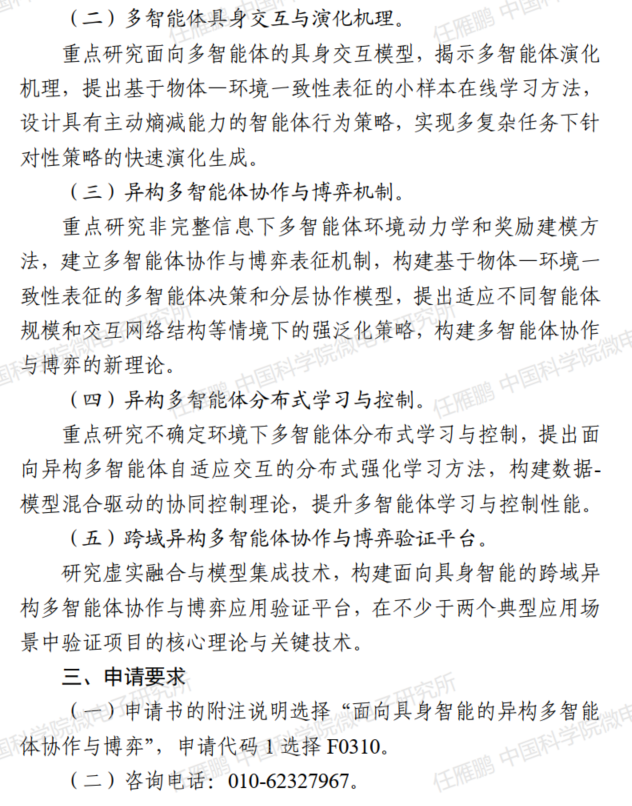 （二）多智能体具身交互与演化机理。
重点研究面向多智能体的具身交互模型，揭示多智能体演化
机理，提出基于物体—环境一致性表征的小样本在线学习方法，
设计具有主动熵减能力的智能体行为策略，实现多复杂任务下针
对性策略的快速演化生成。
（三）异构多智能体协作与博弈机制。
重点研究非完整信息下多智能体环境动力学和奖励建模方
法，建立多智能体协作与博弈表征机制，构建基于物体—环境一
致性表征的多智能体决策和分层协作模型，提出适应不同智能体
规模和交互网络结构等情境下的强泛化策略，构建多智能体协作
与博弈的新理论。
（四）异构多智能体分布式学习与控制。
重点研究不确定环境下多智能体分布式学习与控制，提出面
向异构多智能体自适应交互的分布式强化学习方法，构建数据-
模型混合驱动的协同控制理论，提升多智能体学习与控制性能。
（五）跨域异构多智能体协作与博弈验证平台。
研究虚实融合与模型集成技术，构建面向具身智能的跨域异
构多智能体协作与博弈应用验证平台，在不少于两个典型应用场
景中验证项目的核心理论与关键技术。
三、申请要求
（一）申请书的附注说明选择“面向具身智能的异构多智能
体协作与博弈”，申请代码 1 选择 F0310。
（二）咨询电话：010-62327967。
任雁鹏 中国科学院微电子研究所